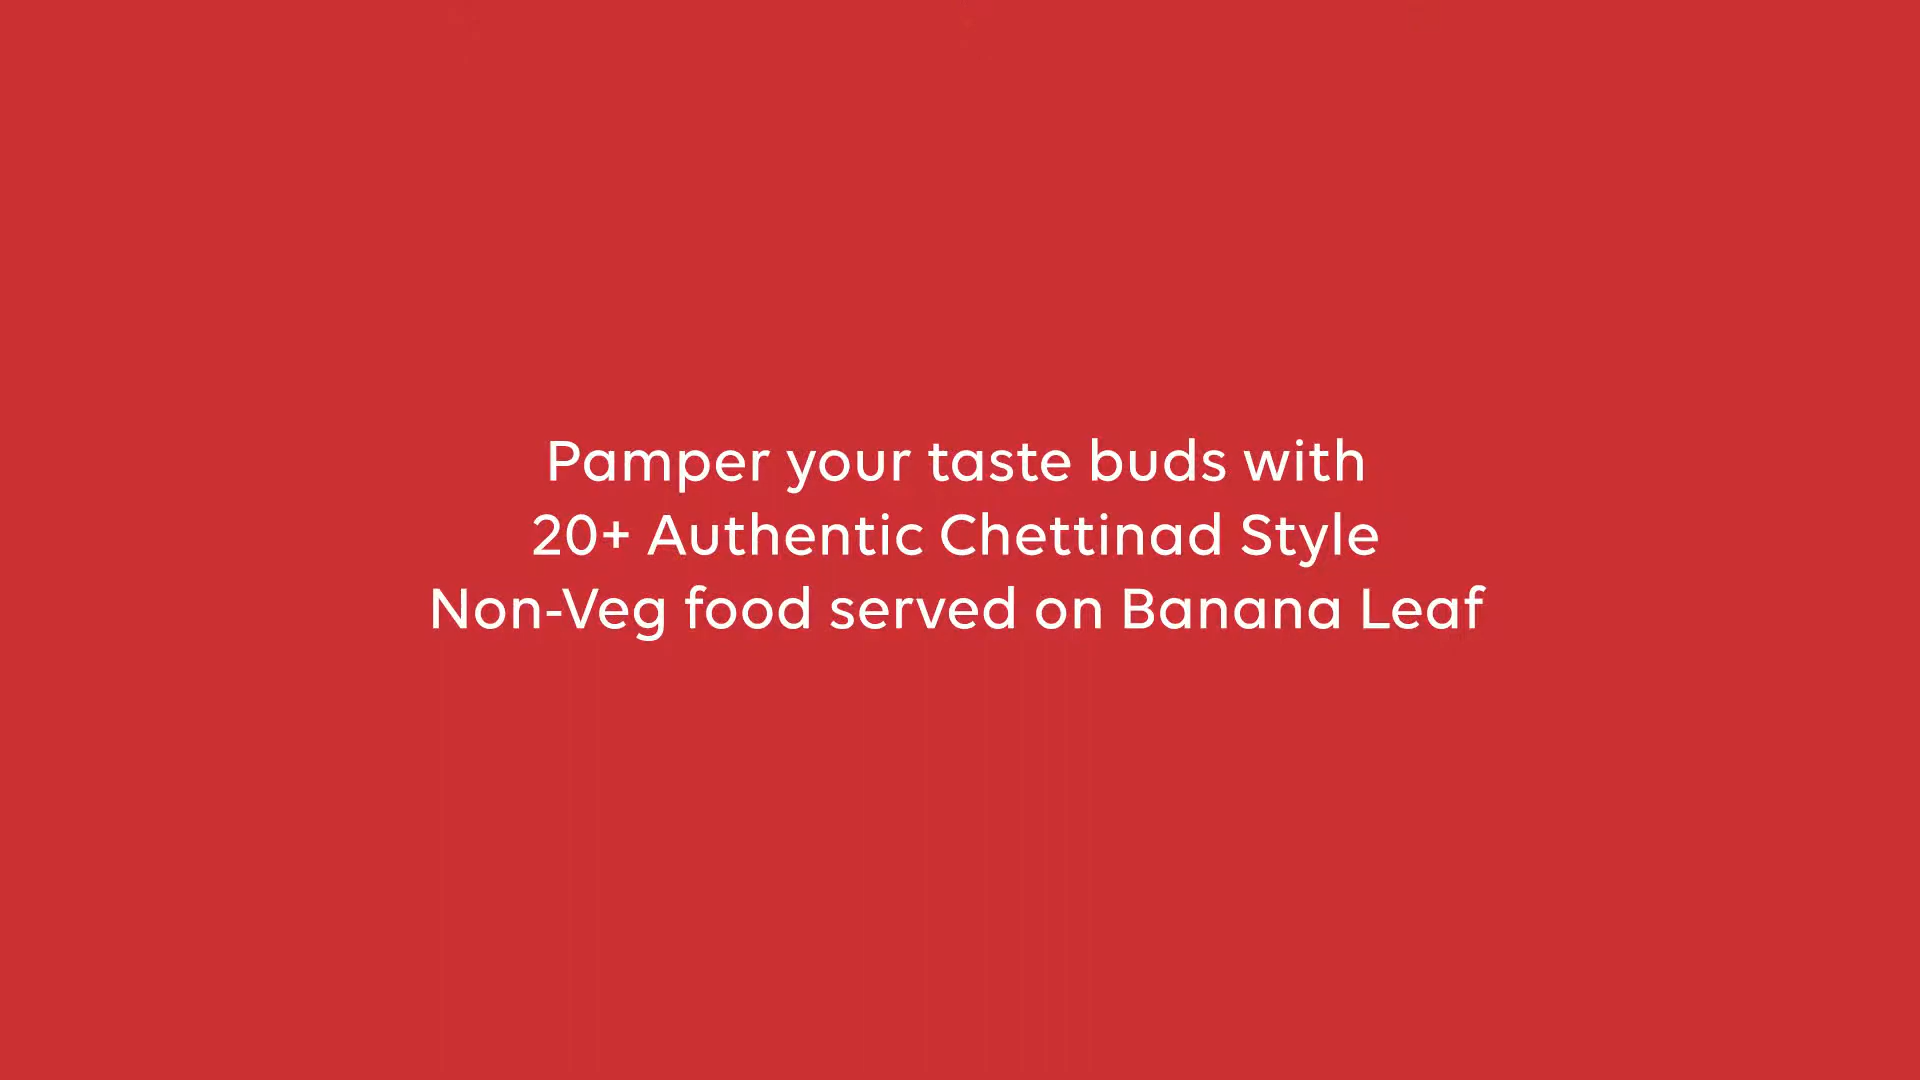 Pamper your taste buds with
20+ Authentic Chettinad Style
Non-Veg food served on Banana Leaf